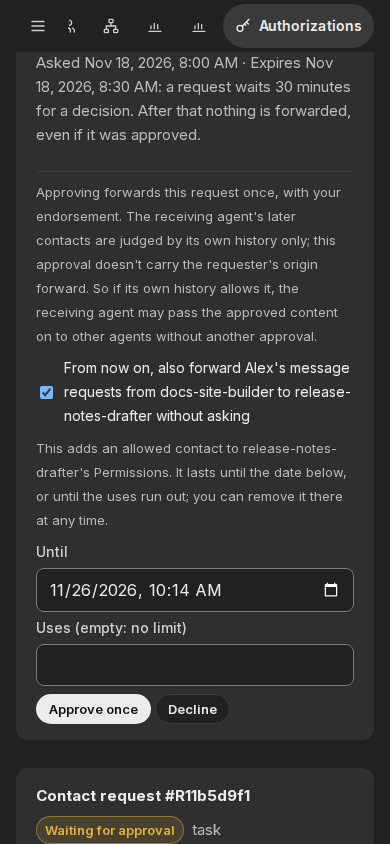 Authorizations
Asked Nov 18, 2026, 8:00 AM · Expires Nov
18, 2026, 8:30 AM: a request waits 30 minutes
for a decision. After that nothing is forwarded,
even if it was approved.
Approving forwards this request once, with your
endorsement. The receiving agent's later
contacts are judged by its own history only; this
approval doesn't carry the requester's origin
forward. So if its own history allows it, the
receiving agent may pass the approved content
on to other agents without another approval.
From now on, also forward Alex's message
requests from docs-site-builder to release-
notes-drafter without asking
This adds an allowed contact to release-notes-
drafter's Permissions. It lasts until the date below,
or until the uses run out; you can remove it there
at any time.
Until
11/26/2026, 10:14 AM
Uses (empty: no limit)
Approve once
Decline
Contact request #R11b5d9f1
Waiting for approval task